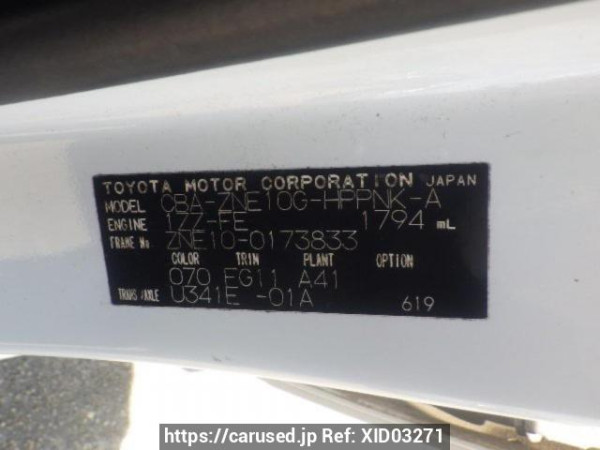 TOYOTA MOTOR CORPORATION JAPAN
MODEL CBA-ZNE10G-HPPNK-A
ENGINE 1ZZ-FE 1794 mL
FRAME No ZNE10-0173833
COLOR TRIM PLANT OPTION
070 EG11 A41
TRANS/AXLE U341E -01A 619
https://carused.jp Ref: XID03271